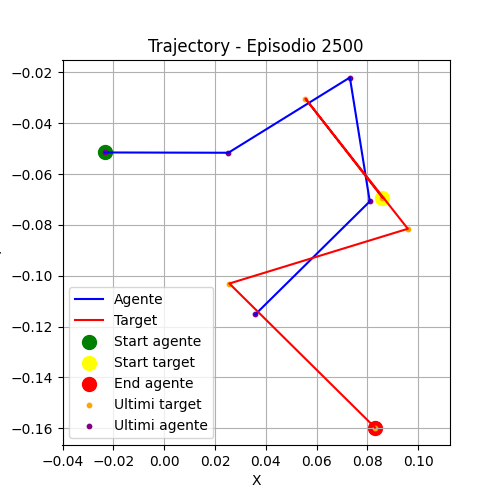 Trajectory - Episodio 2500
−0.02
−0.04
−0.06
−0.08
−0.10
−0.12
−0.14
−0.16
Agente
Target
Start agente
Start target
End agente
Ultimi target
Ultimi agente
−0.04
−0.02
0.00
0.02
0.04
0.06
0.08
0.10
X